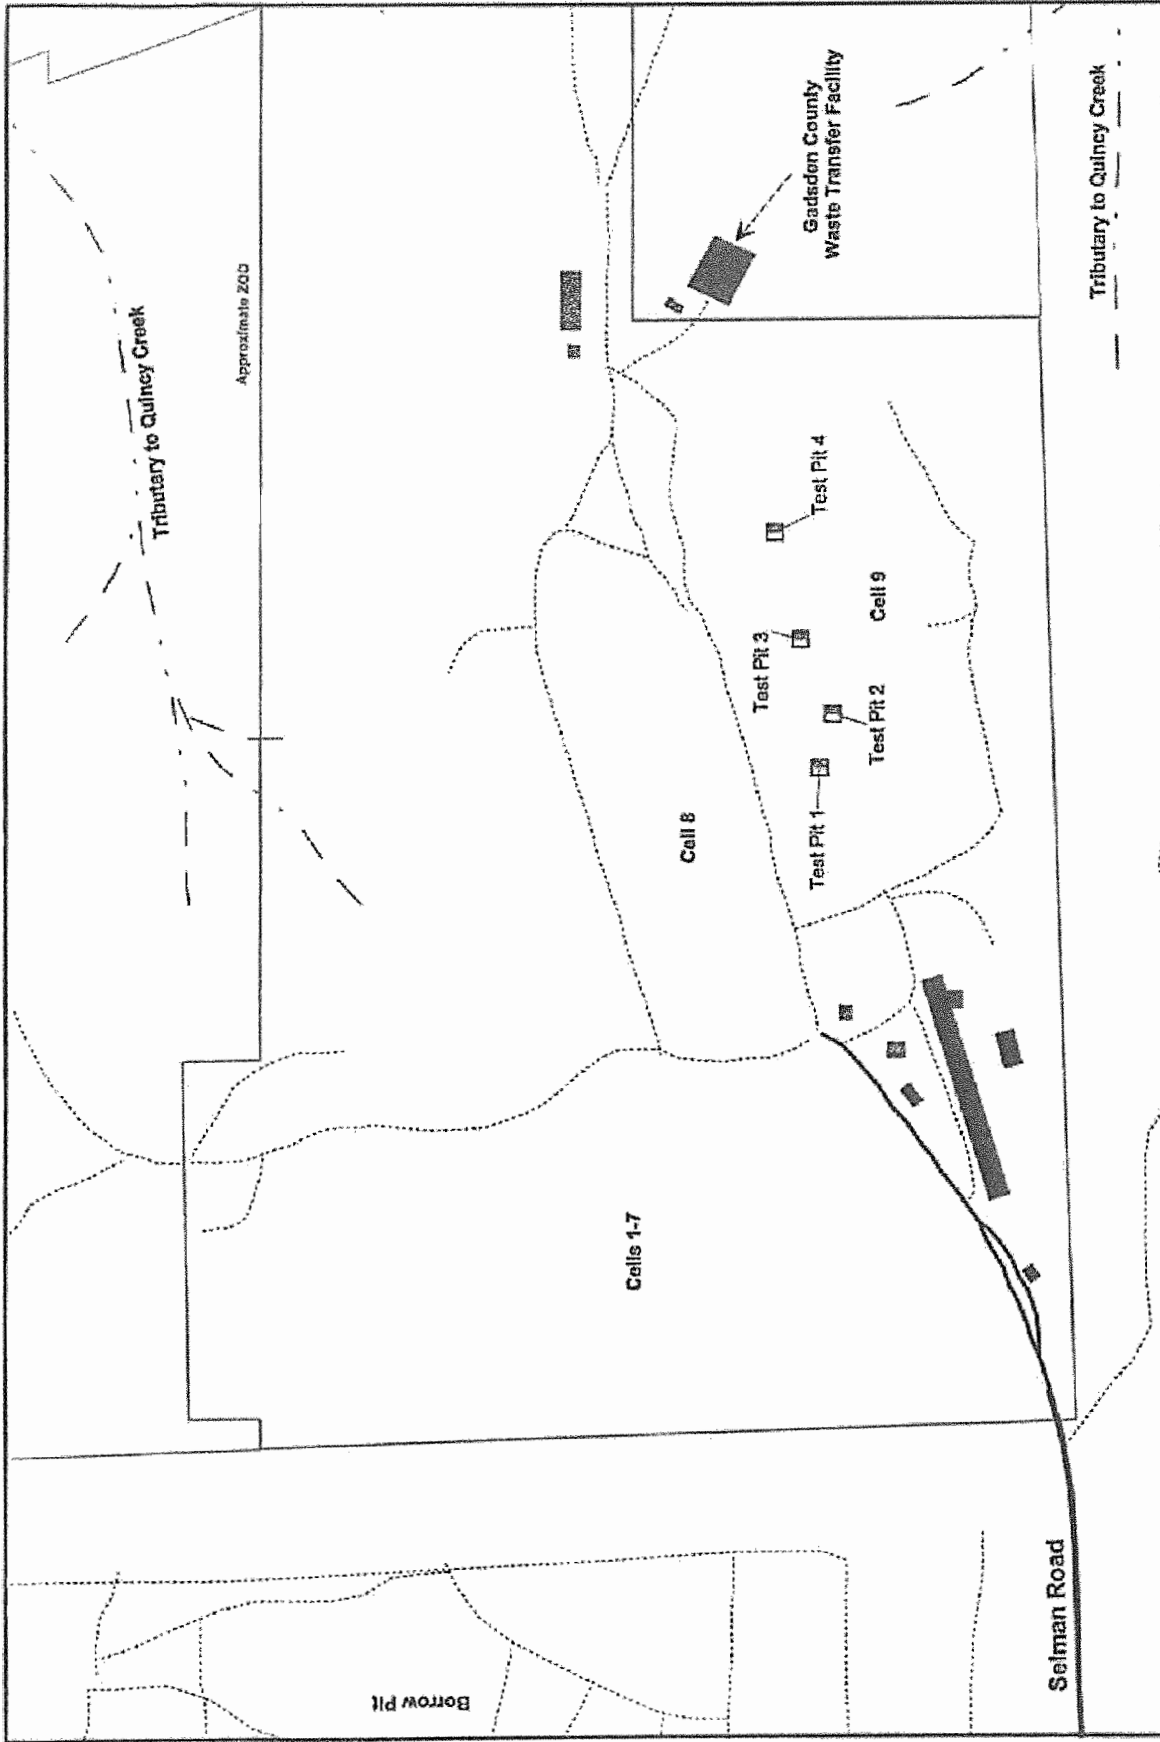 Tributary to Quincy Creek
Approximate ZOD
Gadsden County
Waste Transfer Facility
Tributary to Quincy Creek
Test Pit 4
Cell 9
Test Pit 3
Test Pit 2
Test Pit 1
Cell 8
Cells 1-7
Selman Road
Borrow Pit